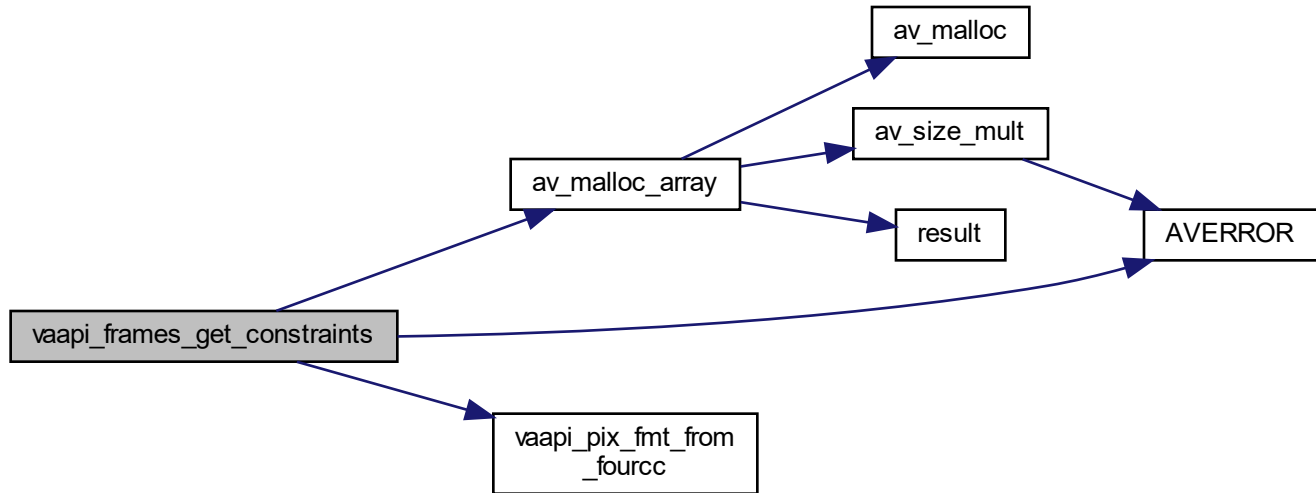 av_malloc
av_size_mult
av_malloc_array
result
AVERROR
vaapi_frames_get_constraints
vaapi_pix_fmt_from
_fourcc